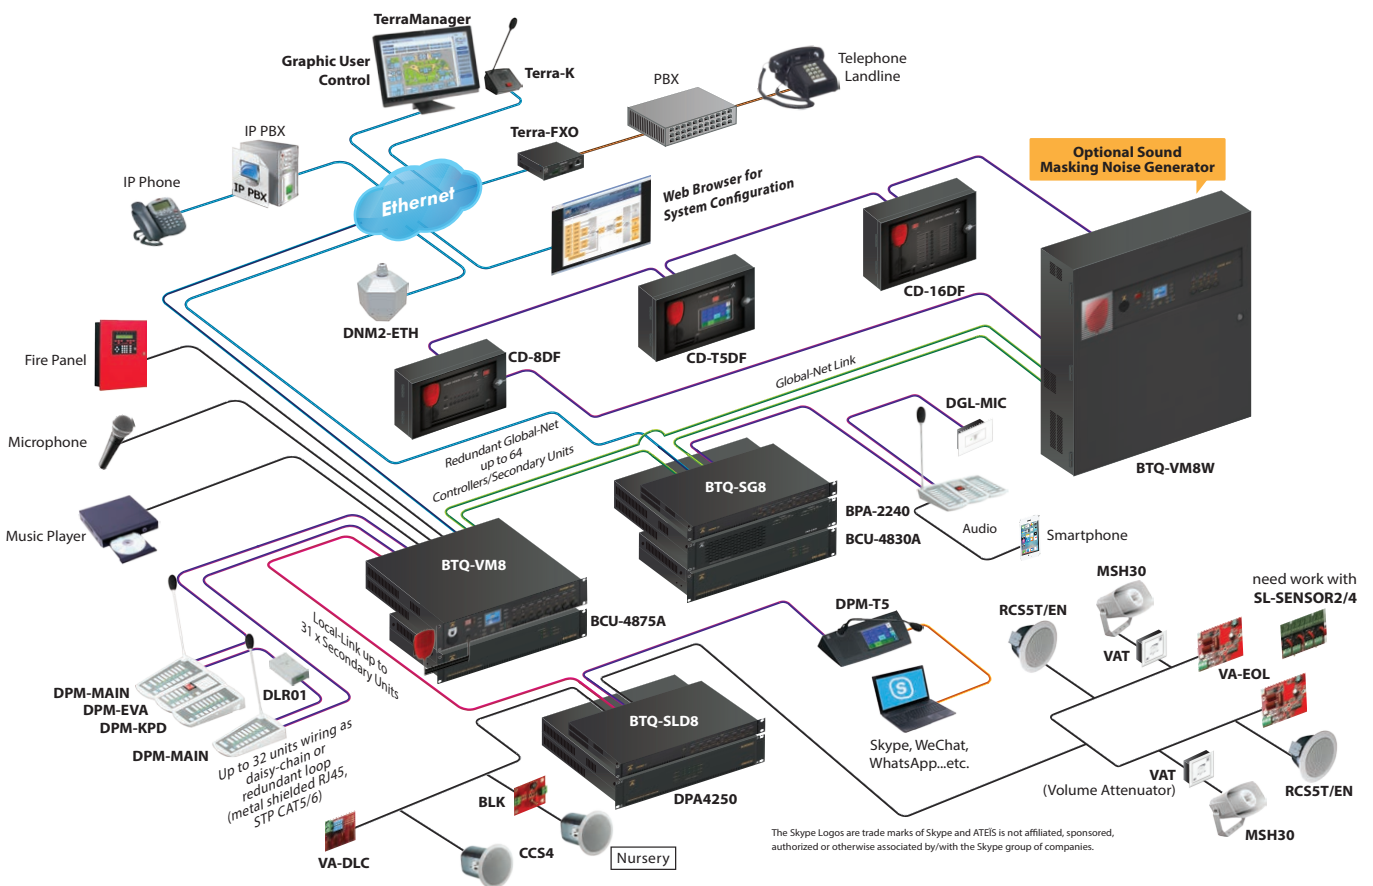 TerraManager
Graphic User
Control
Terra-K
PBX
Telephone
Landline
IP PBX
IP PBX
Terra-FXO
Optional Sound
Masking Noise Generator
IP Phone
Ethernet
Web Browser for
System Configuration
CD-16DF
DNM2-ETH
CD-T5DF
Fire Panel
CD-8DF
Global-Net Link
DGL-MIC
Microphone
Redundant Global-Net
up to 64
Controllers/Secondary Units
BTQ-VM8W
BTQ-SG8
BPA-2240
Audio
Smartphone
Music Player
BCU-4830A
BTQ-VM8
MSH30
need work with
SL-SENSOR2/4
DPM-T5
RCS5T/EN
BCU-4875A
Local-Link up to
31 x Secondary Units
VAT
VA-EOL
DPM-MAIN
DPM-EVA
DPM-KPD
DLR01
DPM-MAIN
BTQ-SLD8
Up to 32 units wiring as
daisy-chain or
redundant loop
(metal shielded RJ45,
STP CAT5/6)
Skype, WeChat,
WhatsApp...etc.
VAT
(Volume Attenuator)
RCS5T/EN
BLK
DPA4250
MSH30
VA-DLC
CCS4
Nursery
The Skype Logos are trade marks of Skype and ATEÏS is not affiliated, sponsored,
authorized or otherwise associated by/with the Skype group of companies.